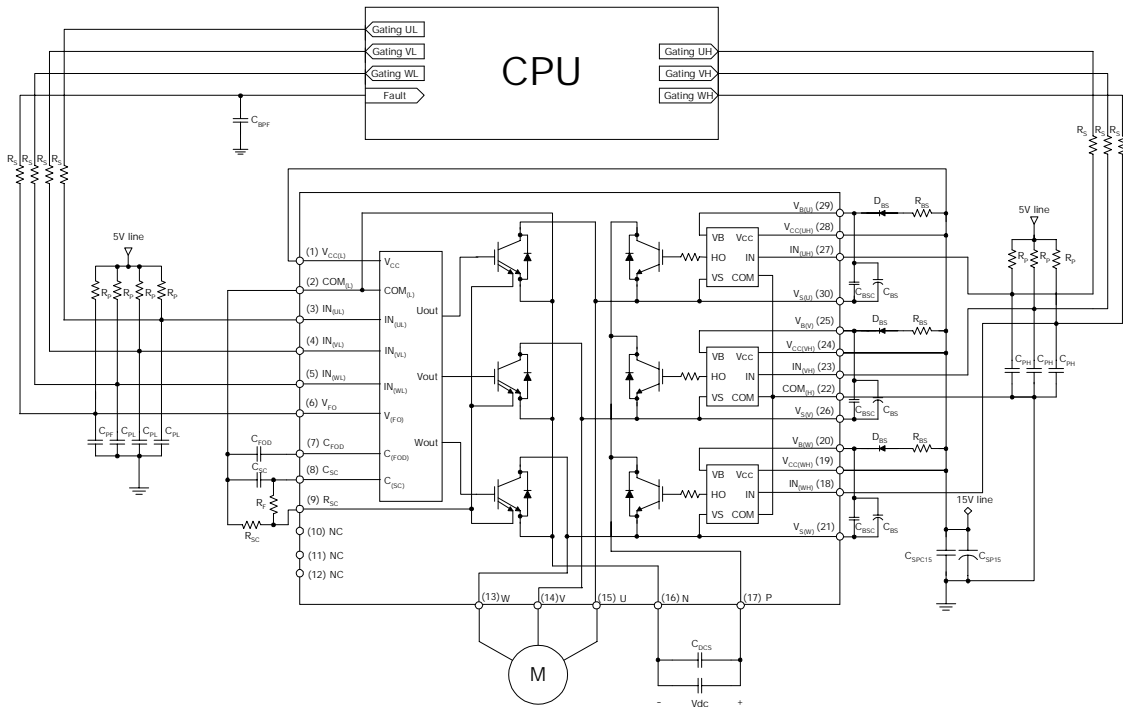 Gating UL
Gating VL
Gating WL
Fault
CPU
Gating UH
Gating VH
Gating WH
C_BPF
R_S R_S R_S R_S
R_S R_S R_S
5V line
R_P R_P R_P R_P
C_PF C_PL C_PL C_PL
(1) V_CC(L)
(2) COM_(L)
(3) IN_(UL)
(4) IN_(VL)
(5) IN_(WL)
(6) V_FO
(7) C_FOD
(8) C_SC
(9) R_SC
(10) NC
(11) NC
(12) NC
C_FOD
C_SC
R_F
R_SC
V_CC
COM_(L)
IN_(UL)
IN_(VL)
IN_(WL)
V_(FO)
C_(FOD)
C_(SC)
Uout
Vout
Wout
VB Vcc
HO IN
VS COM
VB Vcc
HO IN
VS COM
VB Vcc
HO IN
VS COM
V_B(U) (29)
V_CC(UH) (28)
IN_(UH) (27)
V_S(U) (30)
V_B(V) (25)
V_CC(VH) (24)
IN_(VH) (23)
COM_(H) (22)
V_S(V) (26)
V_B(W) (20)
V_CC(WH) (19)
IN_(WH) (18)
V_S(W) (21)
D_BS R_BS
C_BSC C_BS
D_BS R_BS
C_BSC C_BS
D_BS R_BS
C_BSC C_BS
5V line
R_P R_P R_P
C_PH C_PH C_PH
15V line
C_SPC15 C_SP15
(13) W (14) V (15) U (16) N (17) P
M
C_DCS
- Vdc +